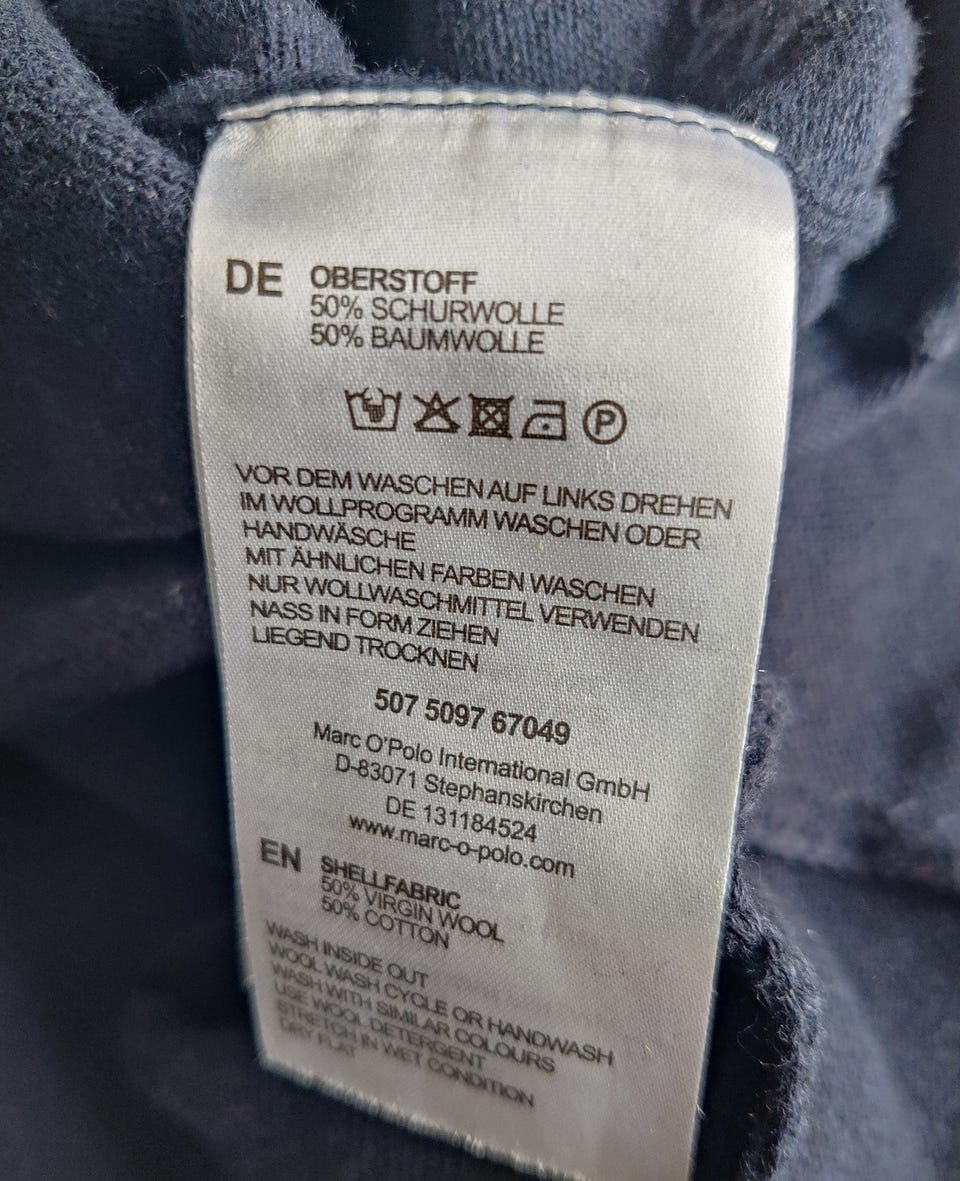 DE OBERSTOFF
50% SCHURWOLLE
50% BAUMWOLLE
P
VOR DEM WASCHEN AUF LINKS DREHEN
IM WOLLPROGRAMM WASCHEN ODER
HANDWÄSCHE
MIT ÄHNLICHEN FARBEN WASCHEN
NUR WOLLWASCHMITTEL VERWENDEN
NASS IN FORM ZIEHEN
LIEGEND TROCKNEN
507 5097 67049
Marc O'Polo International GmbH
D-83071 Stephanskirchen
DE 131184524
www.marc-o-polo.com
EN SHELLFABRIC
50% VIRGIN WOOL
50% COTTON
WASH INSIDE OUT
WOOL WASH CYCLE OR HANDWASH
WASH WITH SIMILAR COLOURS
USE WOOL DETERGENT
STRETCH IN WET CONDITION
DRY FLAT